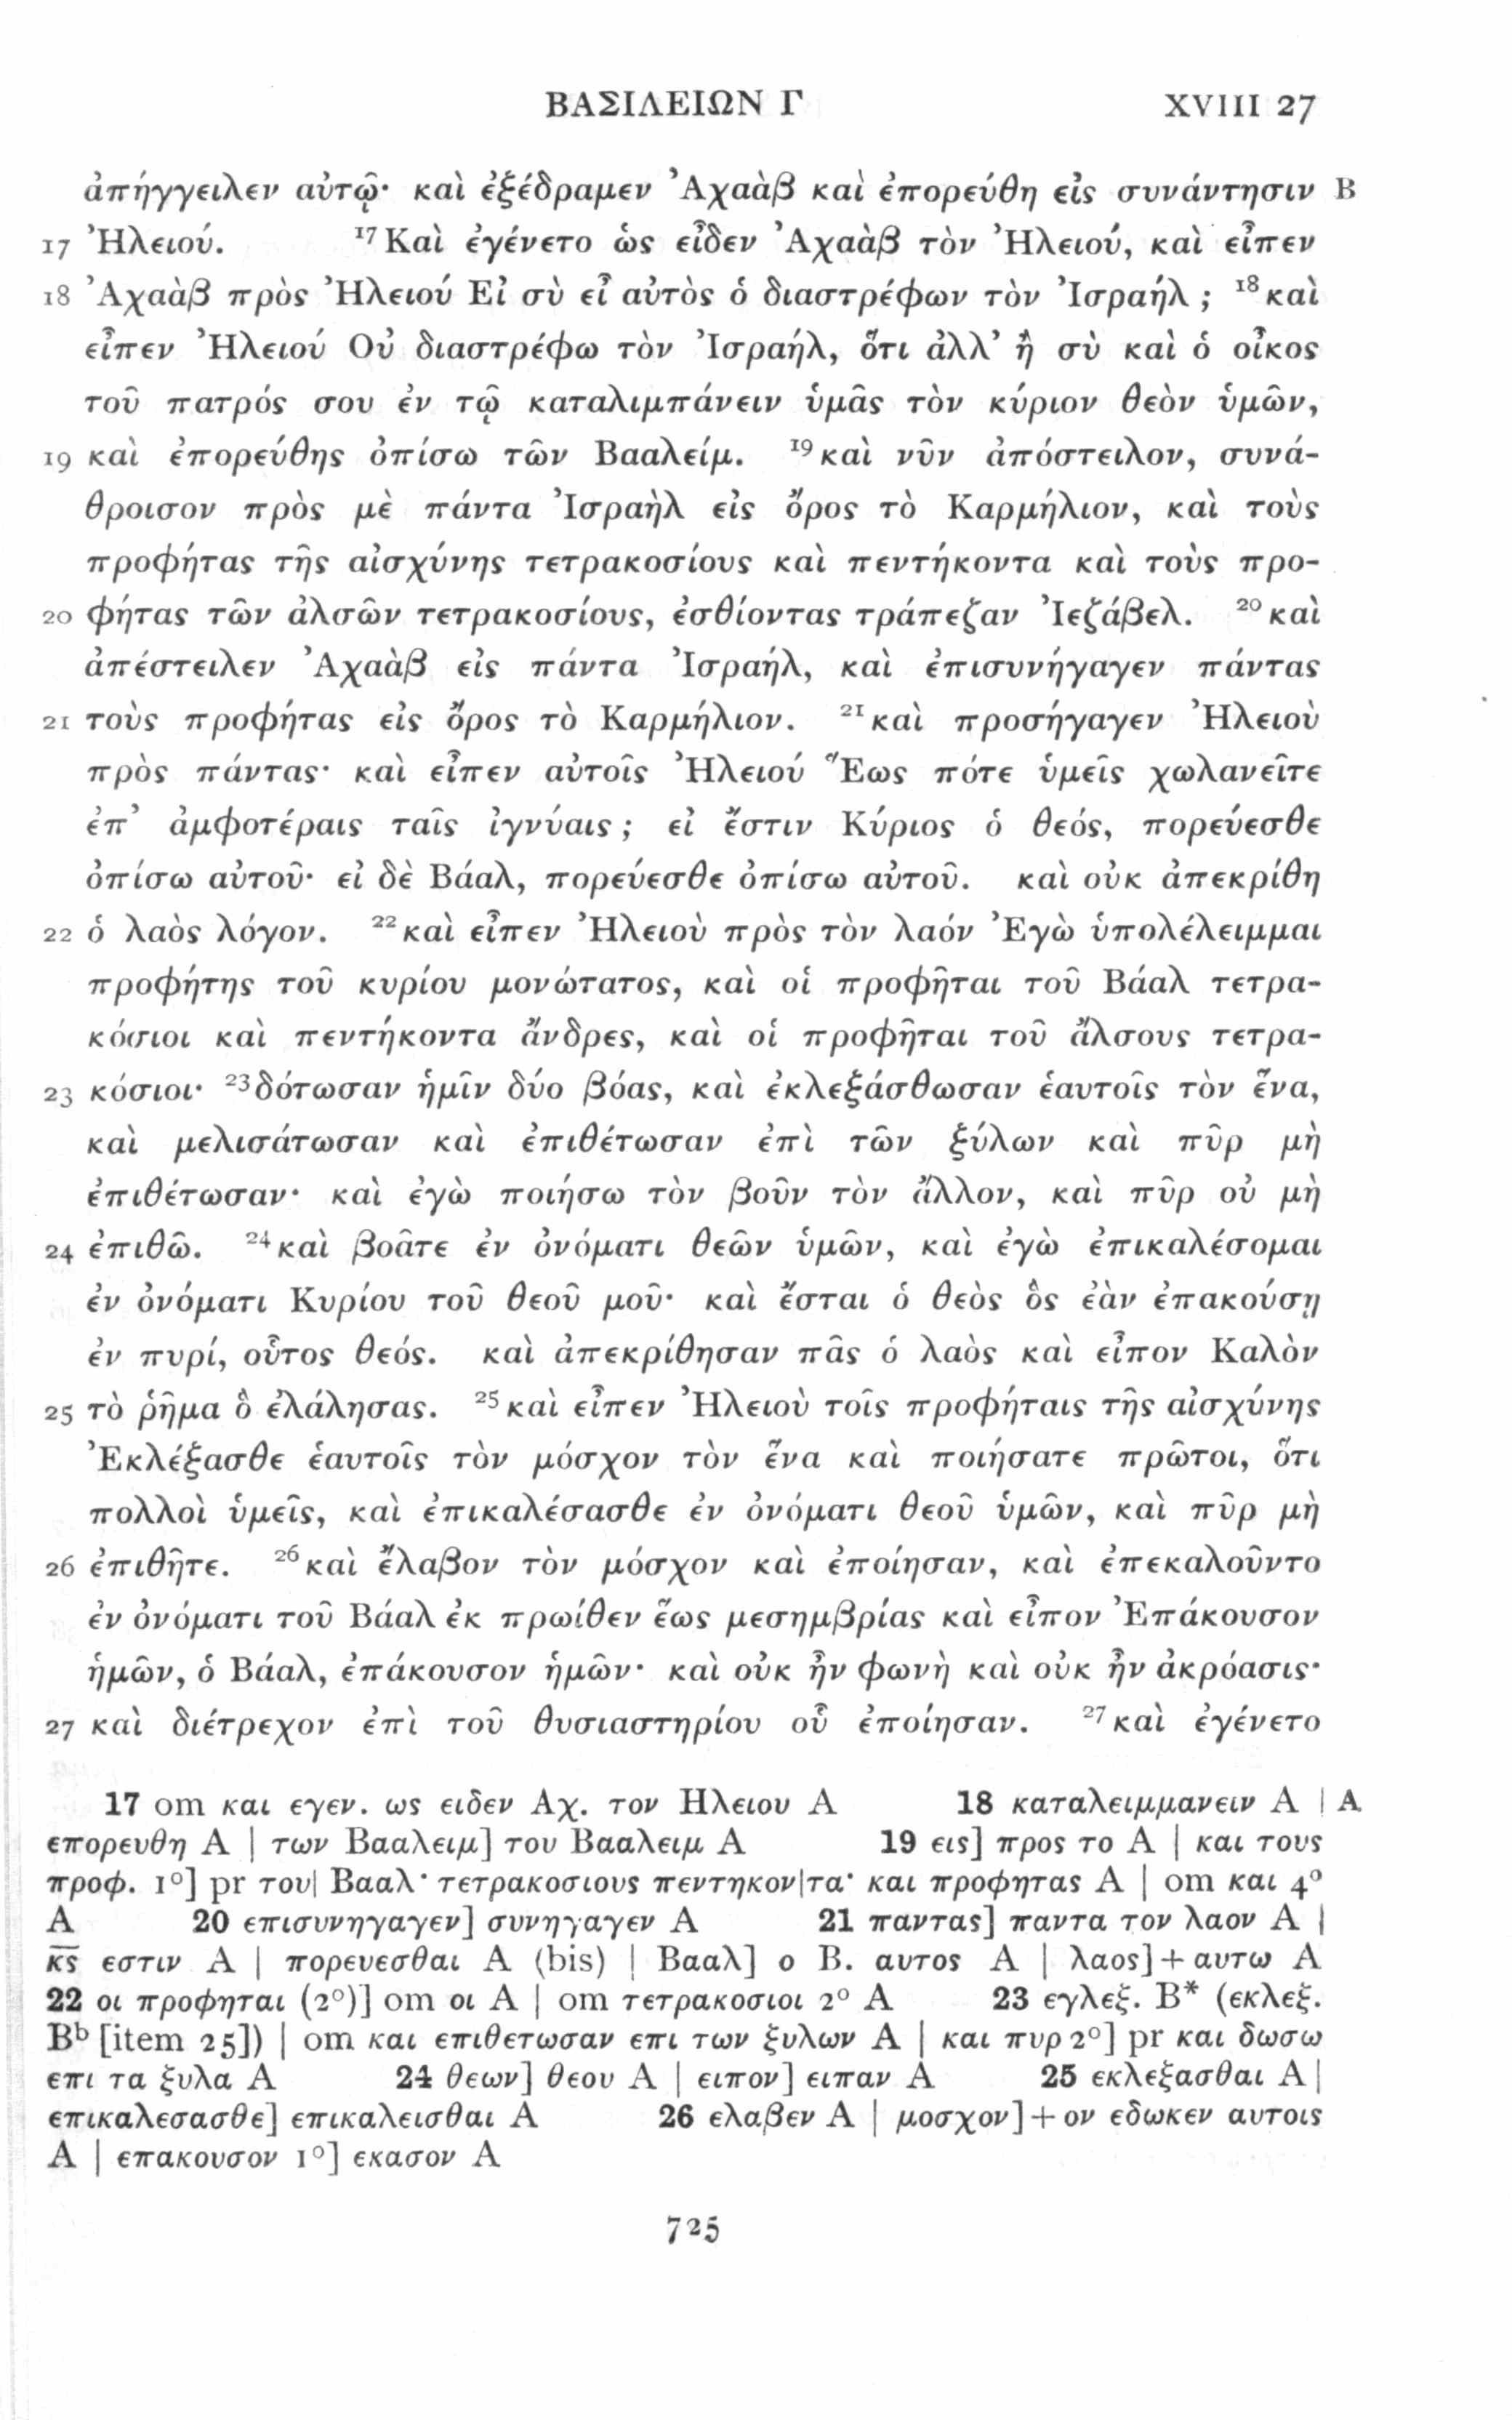 ΒΑΣΙΛΕΙΩΝ Γ XVIII 27
ἀπήγγειλεν αὐτῷ· καὶ ἐξέδραμεν Ἀχαὰβ καὶ ἐπορεύθη εἰς συνάντησιν B
17 Ἠλειού. ¹⁷Καὶ ἐγένετο ὡς εἶδεν Ἀχαὰβ τὸν Ἠλειού, καὶ εἶπεν
18 Ἀχαὰβ πρὸς Ἠλειού Εἰ σὺ εἶ αὐτὸς ὁ διαστρέφων τὸν Ἰσραήλ ; ¹⁸καὶ
εἶπεν Ἠλειού Οὐ διαστρέφω τὸν Ἰσραήλ, ὅτι ἀλλ’ ἢ σὺ καὶ ὁ οἶκος
τοῦ πατρός σου ἐν τῷ καταλιμπάνειν ὑμᾶς τὸν κύριον θεὸν ὑμῶν,
19 καὶ ἐπορεύθης ὀπίσω τῶν Βααλείμ. ¹⁹καὶ νῦν ἀπόστειλον, συνά-
θροισον πρὸς μὲ πάντα Ἰσραὴλ εἰς ὄρος τὸ Καρμήλιον, καὶ τοὺς
προφήτας τῆς αἰσχύνης τετρακοσίους καὶ πεντήκοντα καὶ τοὺς προ-
20 φήτας τῶν ἀλσῶν τετρακοσίους, ἐσθίοντας τράπεζαν Ἰεζάβελ. ²⁰καὶ
ἀπέστειλεν Ἀχαὰβ εἰς πάντα Ἰσραήλ, καὶ ἐπισυνήγαγεν πάντας
21 τοὺς προφήτας εἰς ὄρος τὸ Καρμήλιον. ²¹καὶ προσήγαγεν Ἠλειοὺ
πρὸς πάντας· καὶ εἶπεν αὐτοῖς Ἠλειού Ἕως πότε ὑμεῖς χωλανεῖτε
ἐπ’ ἀμφοτέραις ταῖς ἰγνύαις ; εἰ ἔστιν Κύριος ὁ θεός, πορεύεσθε
ὀπίσω αὐτοῦ· εἰ δὲ Βάαλ, πορεύεσθε ὀπίσω αὐτοῦ. καὶ οὐκ ἀπεκρίθη
22 ὁ λαὸς λόγον. ²²καὶ εἶπεν Ἠλειοὺ πρὸς τὸν λαόν Ἐγὼ ὑπολέλειμμαι
προφήτης τοῦ κυρίου μονώτατος, καὶ οἱ προφῆται τοῦ Βάαλ τετρα-
κόσιοι καὶ πεντήκοντα ἄνδρες, καὶ οἱ προφῆται τοῦ ἄλσους τετρα-
23 κόσιοι· ²³δότωσαν ἡμῖν δύο βόας, καὶ ἐκλεξάσθωσαν ἑαυτοῖς τὸν ἕνα,
καὶ μελισάτωσαν καὶ ἐπιθέτωσαν ἐπὶ τῶν ξύλων καὶ πῦρ μὴ
ἐπιθέτωσαν· καὶ ἐγὼ ποιήσω τὸν βοῦν τὸν ἄλλον, καὶ πῦρ οὐ μὴ
24 ἐπιθῶ. ²⁴καὶ βοᾶτε ἐν ὀνόματι θεῶν ὑμῶν, καὶ ἐγὼ ἐπικαλέσομαι
ἐν ὀνόματι Κυρίου τοῦ θεοῦ μοῦ· καὶ ἔσται ὁ θεὸς ὃς ἐὰν ἐπακούσῃ
ἐν πυρί, οὗτος θεός. καὶ ἀπεκρίθησαν πᾶς ὁ λαὸς καὶ εἶπον Καλὸν
25 τὸ ῥῆμα ὃ ἐλάλησας. ²⁵καὶ εἶπεν Ἠλειοὺ τοῖς προφήταις τῆς αἰσχύνης
Ἐκλέξασθε ἑαυτοῖς τὸν μόσχον τὸν ἕνα καὶ ποιήσατε πρῶτοι, ὅτι
πολλοὶ ὑμεῖς, καὶ ἐπικαλέσασθε ἐν ὀνόματι θεοῦ ὑμῶν, καὶ πῦρ μὴ
26 ἐπιθῆτε. ²⁶καὶ ἔλαβον τὸν μόσχον καὶ ἐποίησαν, καὶ ἐπεκαλοῦντο
ἐν ὀνόματι τοῦ Βάαλ ἐκ πρωίθεν ἕως μεσημβρίας καὶ εἶπον Ἐπάκουσον
ἡμῶν, ὁ Βάαλ, ἐπάκουσον ἡμῶν· καὶ οὐκ ἦν φωνὴ καὶ οὐκ ἦν ἀκρόασις·
27 καὶ διέτρεχον ἐπὶ τοῦ θυσιαστηρίου οὗ ἐποίησαν. ²⁷καὶ ἐγένετο
17 om και εγεν. ως ειδεν Αχ. τον Ηλειου A 18 καταλειμμανειν A | A
επορευθη A | των Βααλειμ] του Βααλειμ A 19 εις] προς το A | και τους
προφ. 1°] pr του| Βααλ· τετρακοσιους πεντηκον|τα· και προφητας A | om και 4°
A 20 επισυνηγαγεν] συνηγαγεν A 21 παντας] παντα τον λαον A |
κ̅ς̅ εστιν A | πορευεσθαι A (bis) | Βααλ] ο Β. αυτος A | λαος] + αυτω A
22 οι προφηται (2°)] om οι A | om τετρακοσιοι 2° A 23 εγλεξ. B* (εκλεξ.
Bᵇ [item 25]) | om και επιθετωσαν επι των ξυλων A | και πυρ 2°] pr και δωσω
επι τα ξυλα A 24 θεων] θεου A | ειπον] ειπαν A 25 εκλεξασθαι A |
επικαλεσασθε] επικαλεισθαι A 26 ελαβεν A | μοσχον] + ον εδωκεν αυτοις
A | επακουσον 1°] εκασον A
725